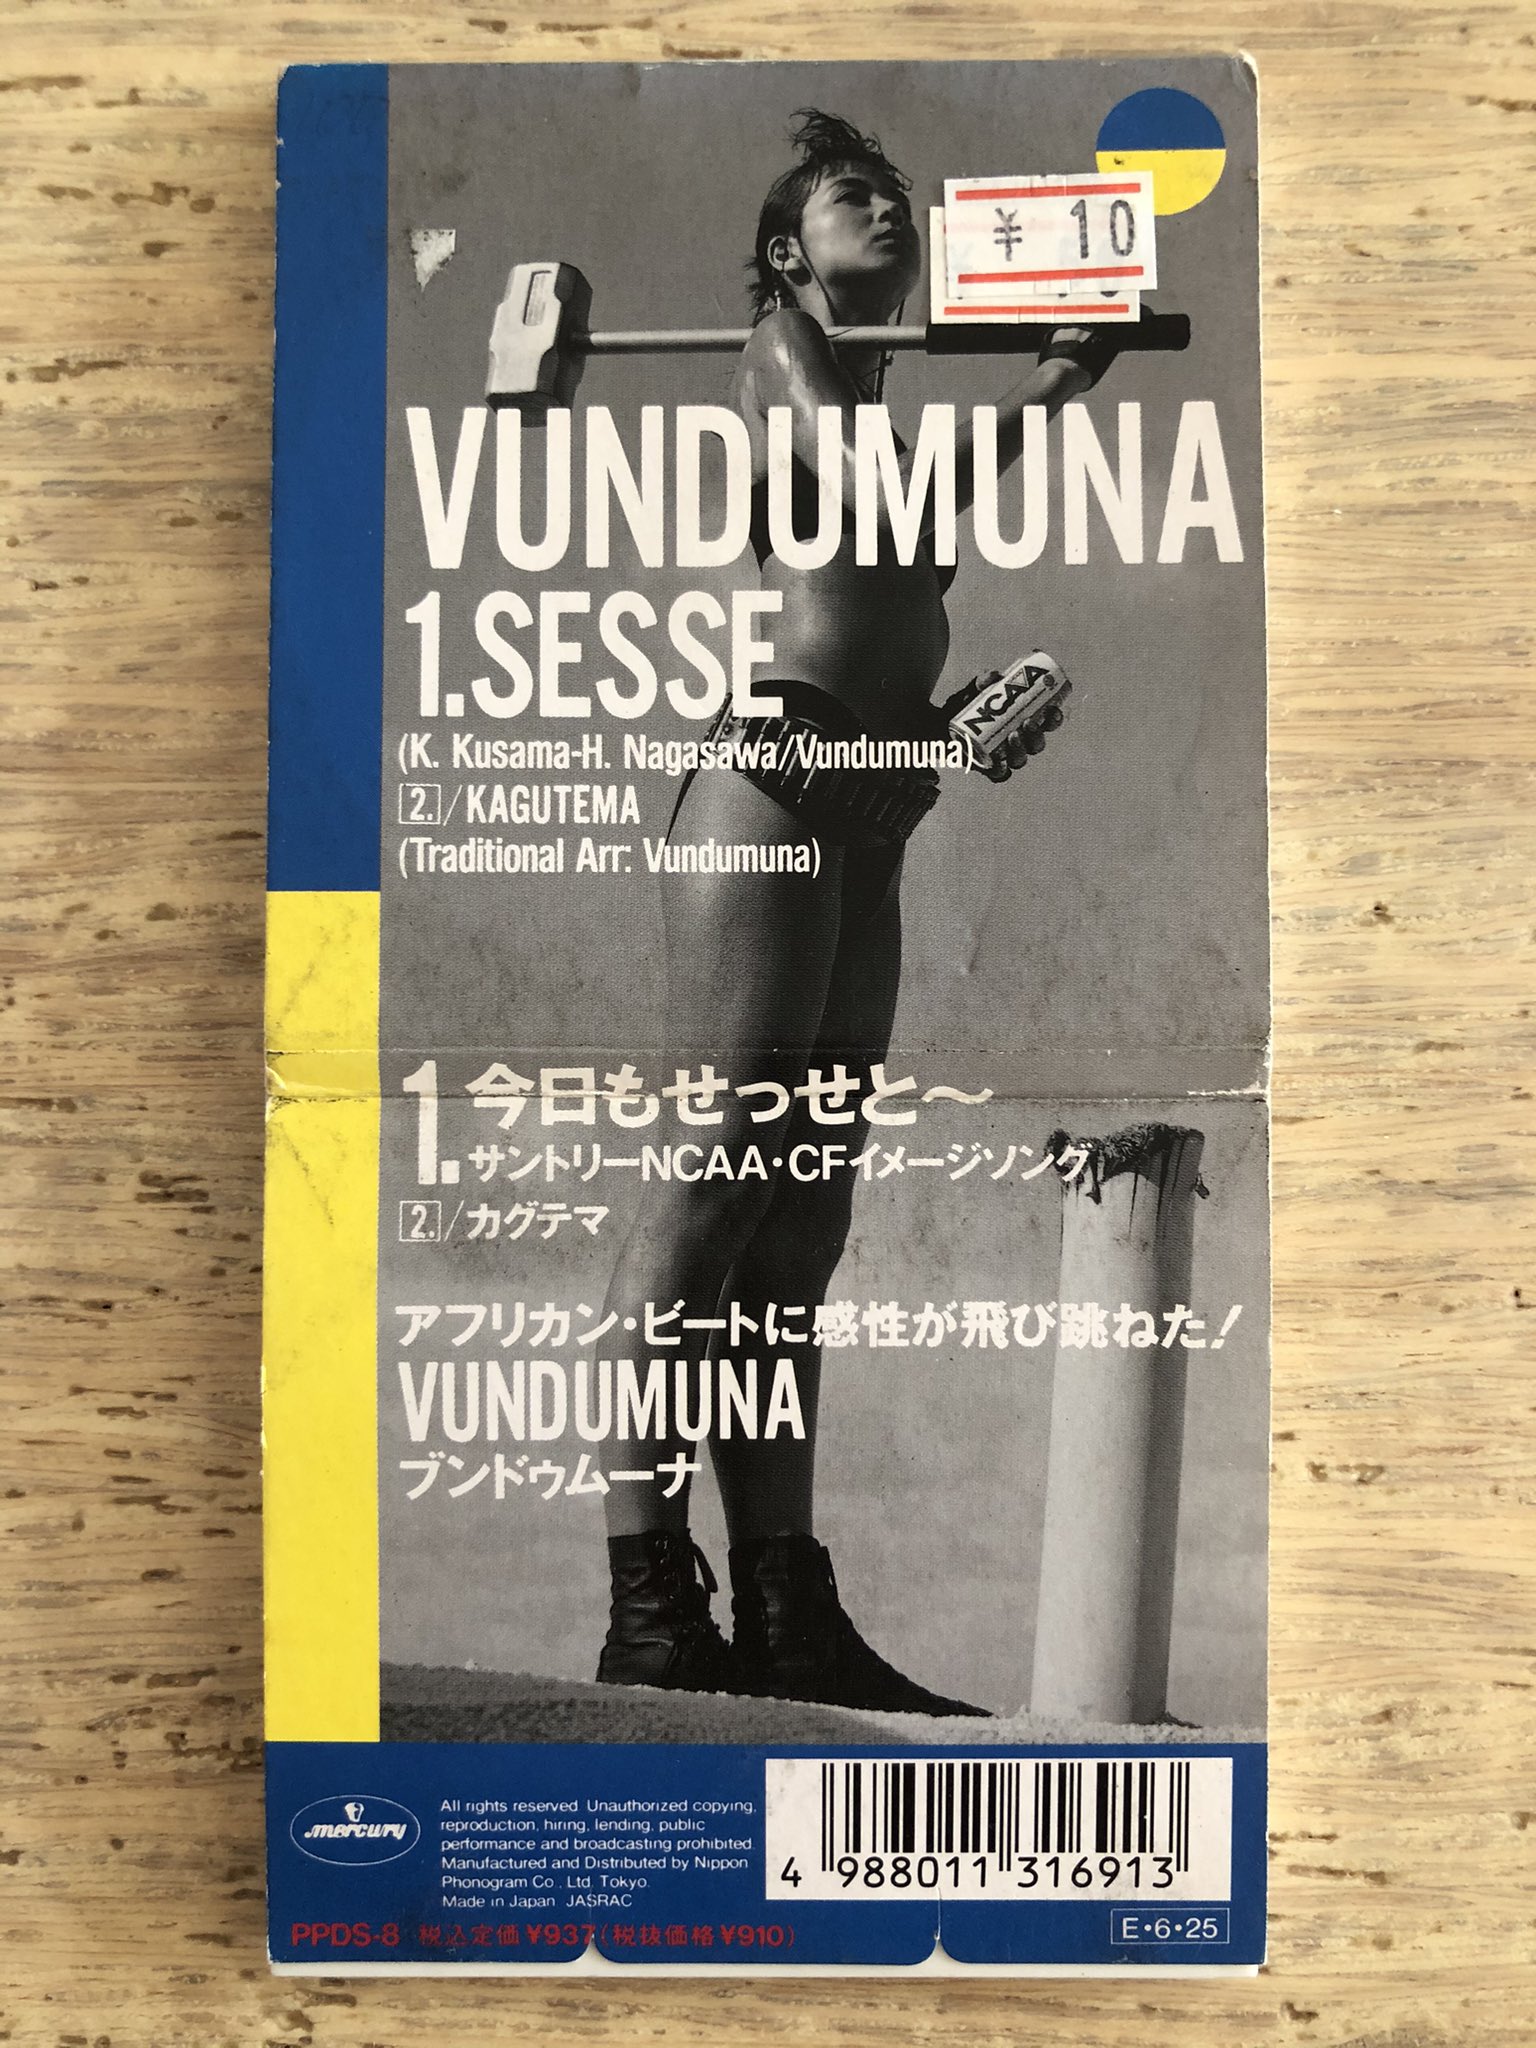 ¥ 10
VUNDUMUNA
1.SESSE
(K. Kusama-H. Nagasawa/Vundumuna)
2./KAGUTEMA
(Traditional Arr: Vundumuna)
NCAA
1.今日もせっせと〜
サントリーNCAA・CFイメージソング
2./カグテマ
アフリカン・ビートに感性が飛び跳ねた!
VUNDUMUNA
ブンドゥムーナ
mercury
All rights reserved. Unauthorized copying,
reproduction, hiring, lending, public
performance and broadcasting prohibited.
Manufactured and Distributed by Nippon
Phonogram Co., Ltd. Tokyo.
Made in Japan JASRAC
4 988011 316913
PPDS-8 税込定価¥937(税抜価格¥910)
E・6・25